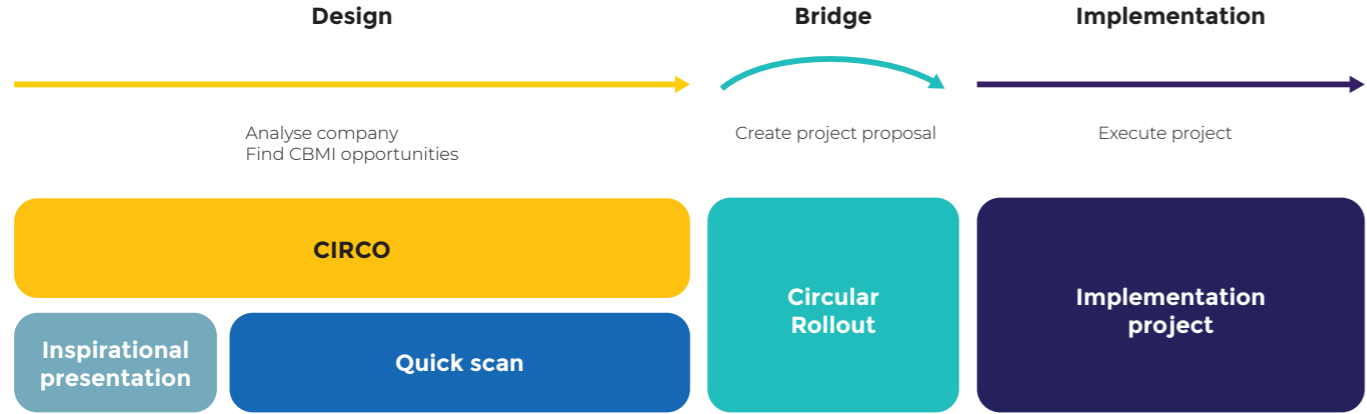 Design
Bridge
Implementation
Analyse company
Find CBMI opportunities
Create project proposal
Execute project
CIRCO
Circular
Rollout
Implementation
project
Inspirational
presentation
Quick scan